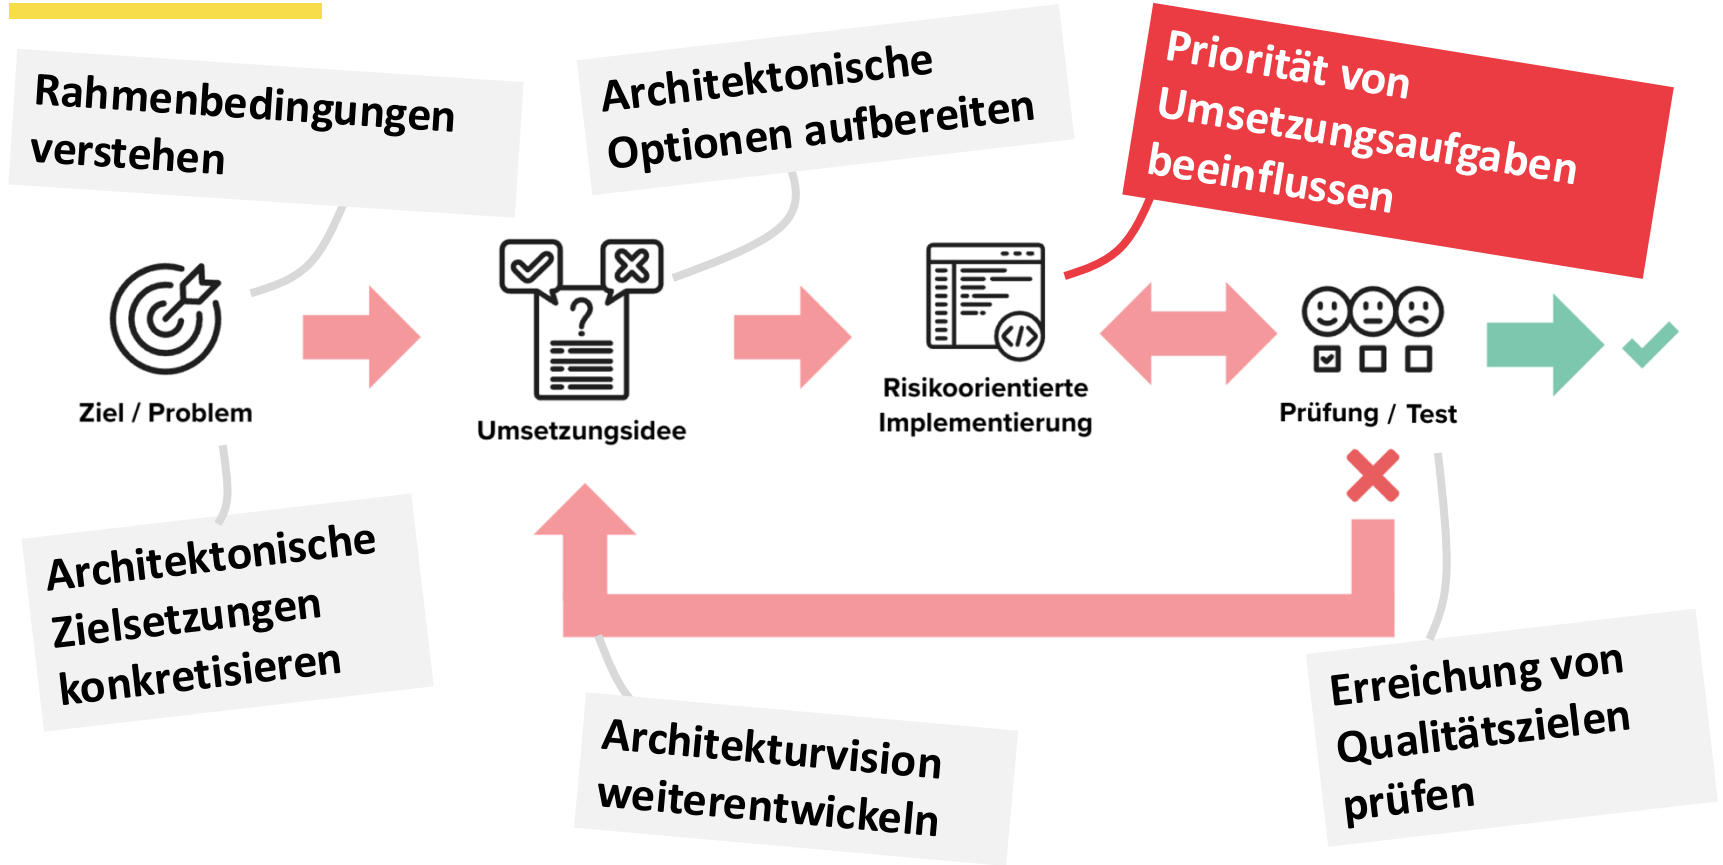 Rahmenbedingungen
verstehen
Architektonische
Optionen aufbereiten
Priorität von
Umsetzungsaufgaben
beeinflussen
?
</>
Ziel / Problem
Umsetzungsidee
Risikoorientierte
Implementierung
Prüfung / Test
Architektonische
Zielsetzungen
konkretisieren
Architekturvision
weiterentwickeln
Erreichung von
Qualitätszielen
prüfen